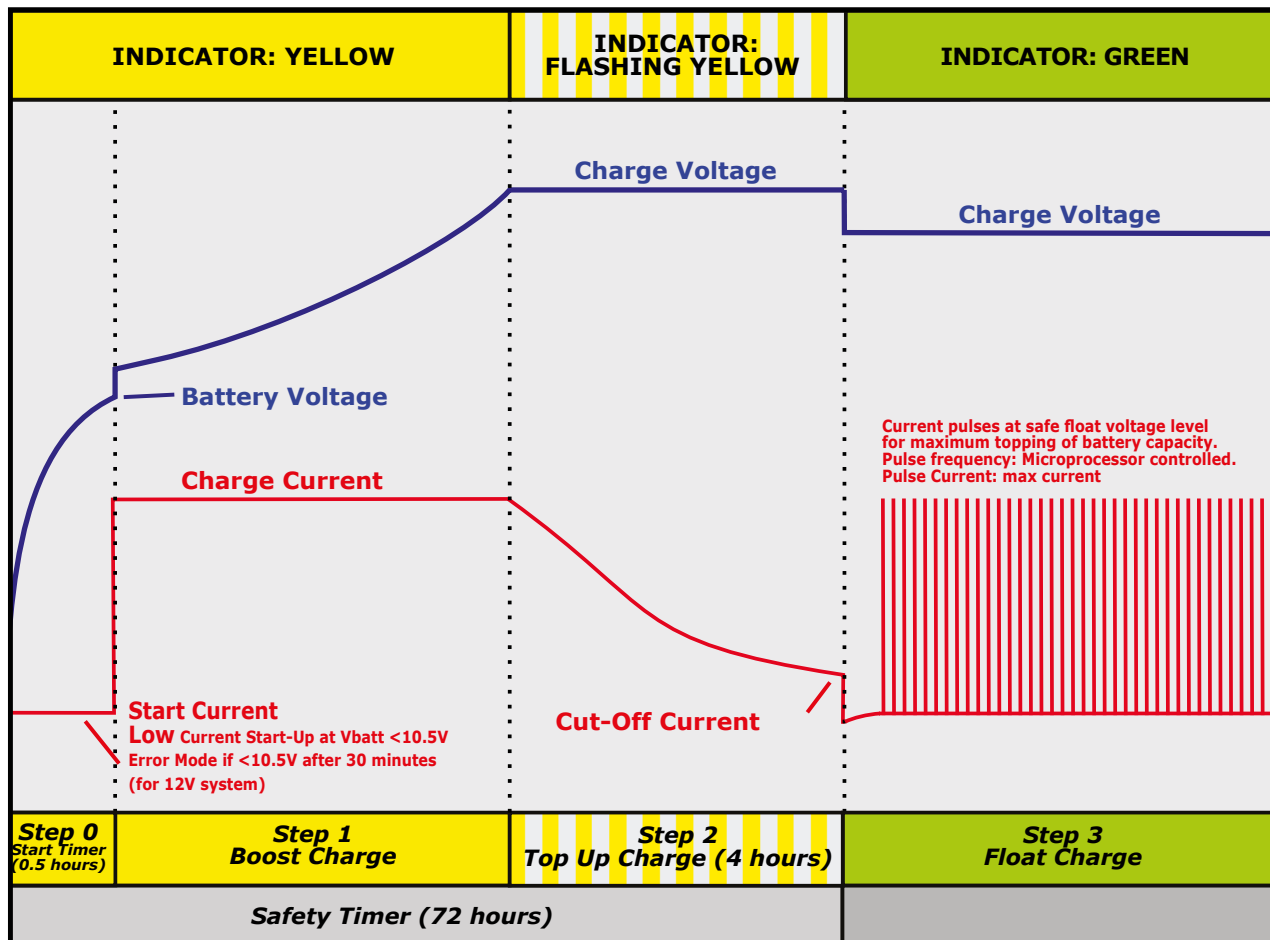 INDICATOR: YELLOW
INDICATOR:
FLASHING YELLOW
INDICATOR: GREEN
Charge Voltage
Charge Voltage
Battery Voltage
Charge Current
Current pulses at safe float voltage level
for maximum topping of battery capacity.
Pulse frequency: Microprocessor controlled.
Pulse Current: max current
Start Current
Low Current Start-Up at Vbatt <10.5V
Error Mode if <10.5V after 30 minutes
(for 12V system)
Cut-Off Current
Step 0
Start Timer
(0.5 hours)
Step 1
Boost Charge
Step 2
Top Up Charge (4 hours)
Step 3
Float Charge
Safety Timer (72 hours)